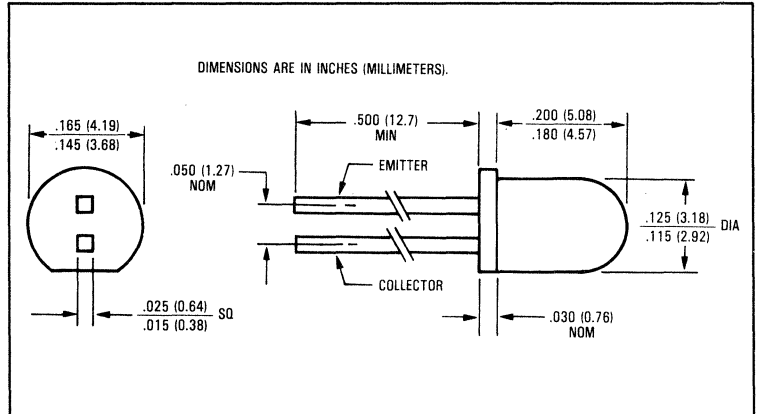 DIMENSIONS ARE IN INCHES (MILLIMETERS).
.165 (4.19)
.145 (3.68)
.050 (1.27)
NOM
.500 (12.7)
MIN
.200 (5.08)
.180 (4.57)
EMITTER
.125 (3.18)
.115 (2.92)
DIA
COLLECTOR
.025 (0.64)
.015 (0.38)
SQ
.030 (0.76)
NOM